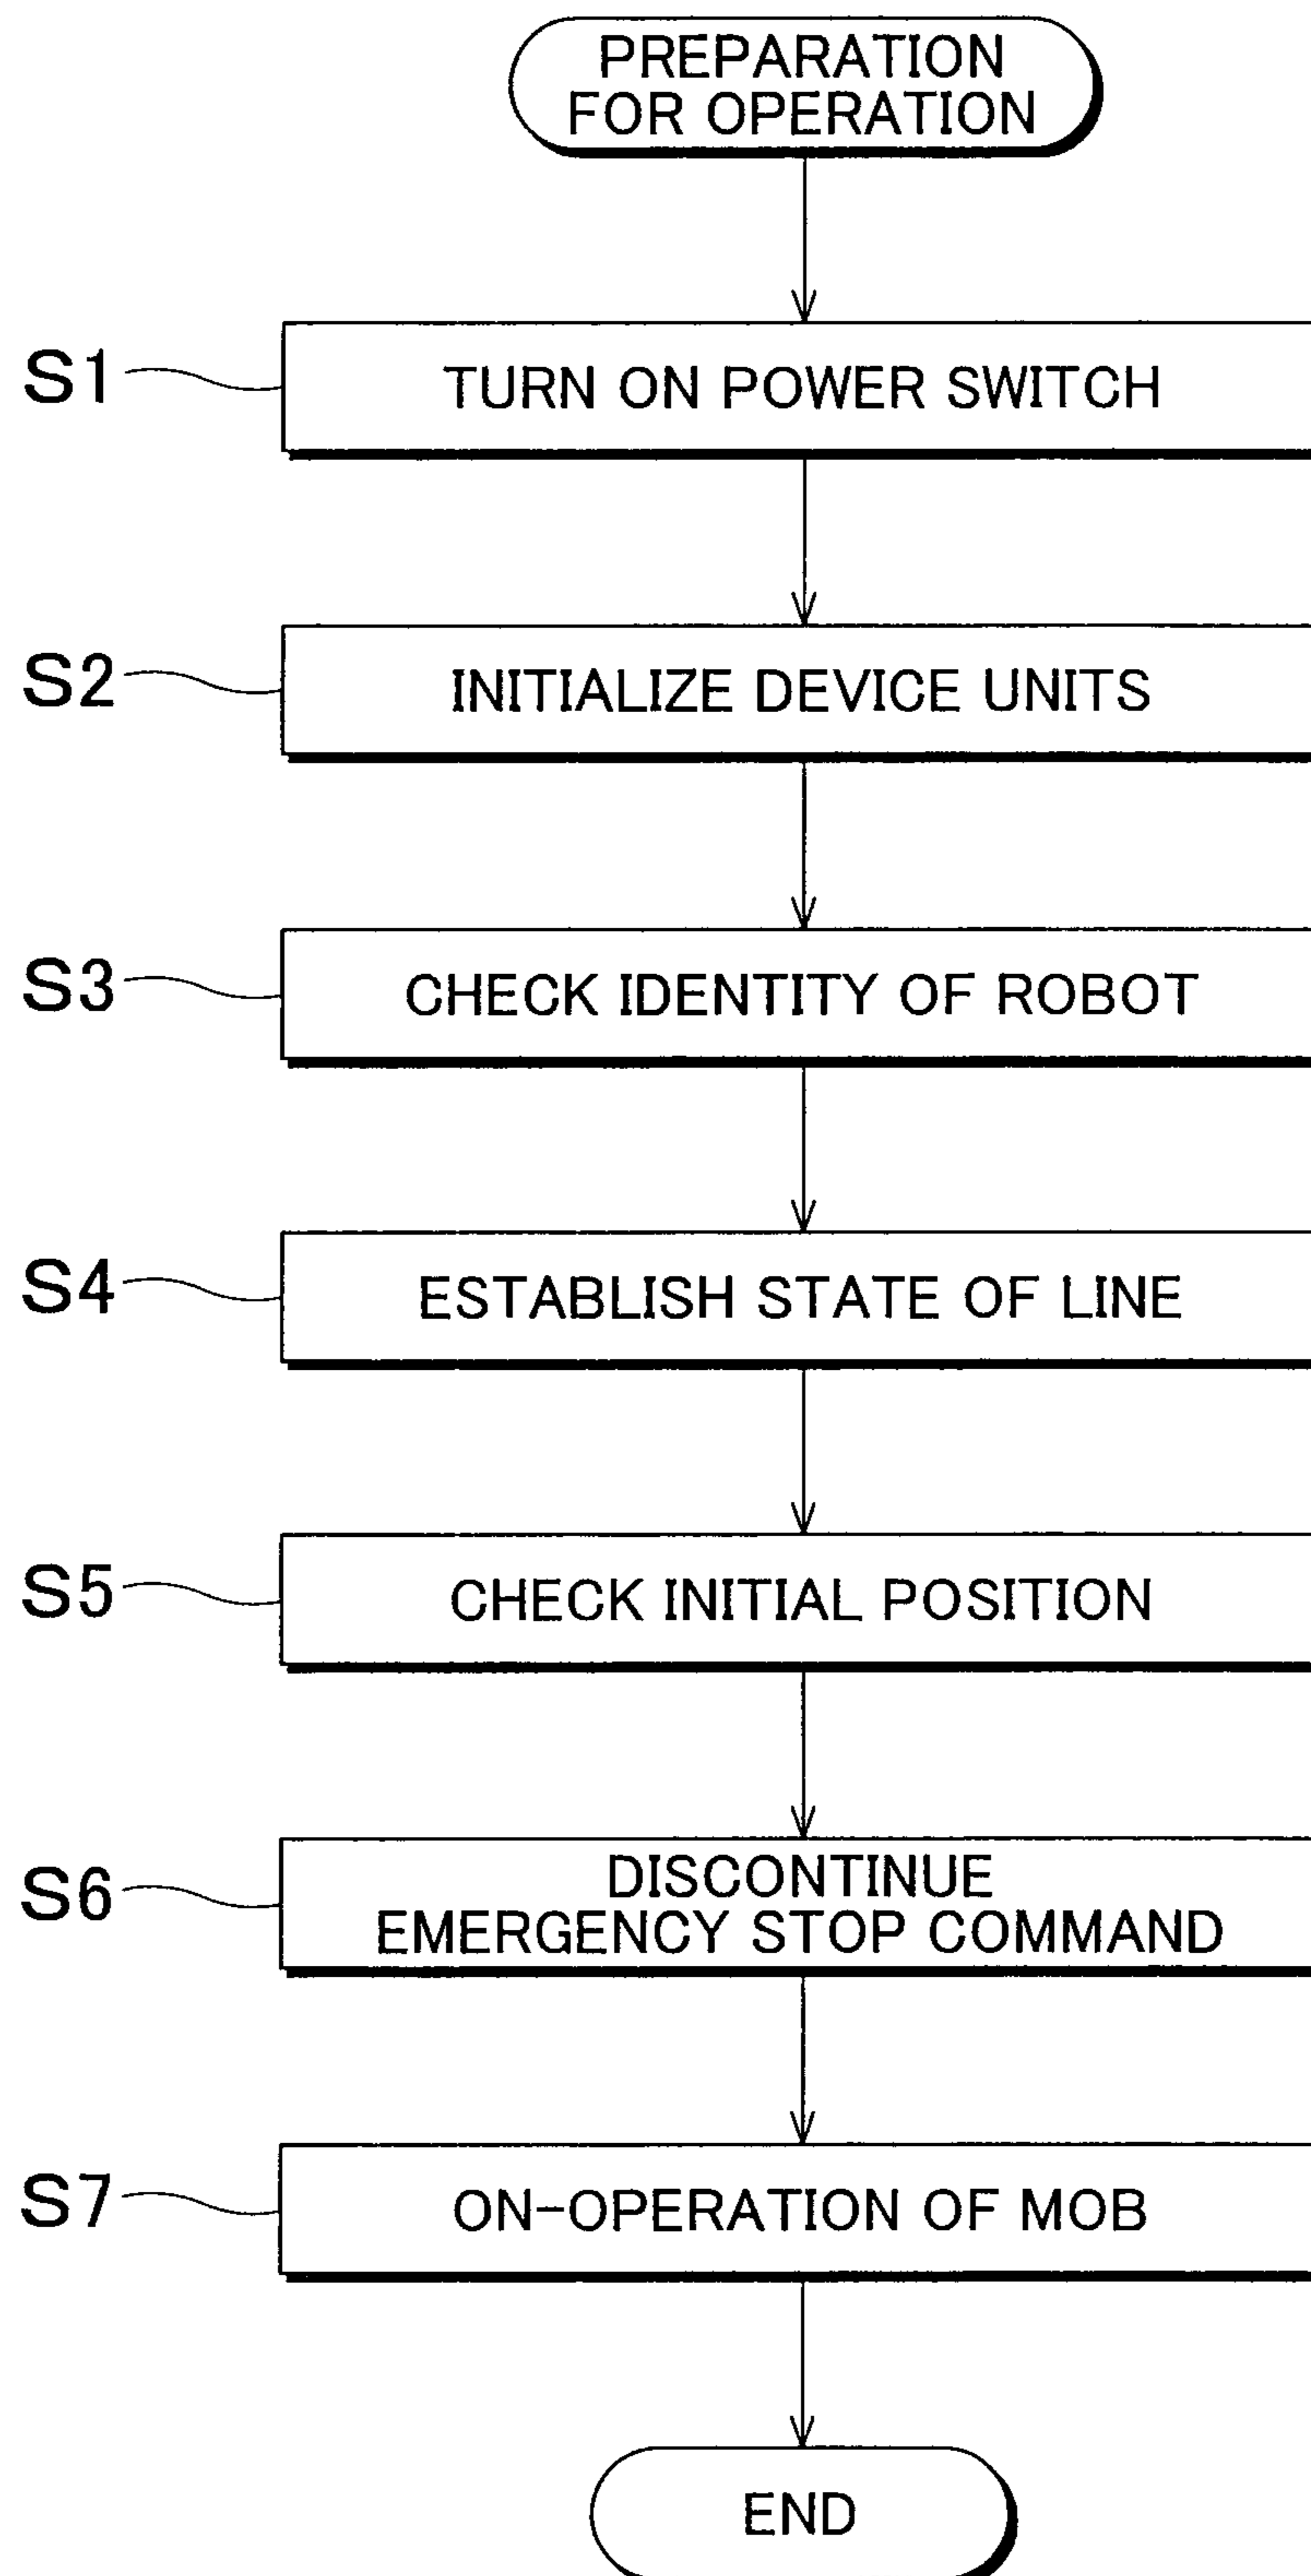 PREPARATION
FOR OPERATION
S1
TURN ON POWER SWITCH
S2
INITIALIZE DEVICE UNITS
S3
CHECK IDENTITY OF ROBOT
S4
ESTABLISH STATE OF LINE
S5
CHECK INITIAL POSITION
S6
DISCONTINUE
EMERGENCY STOP COMMAND
S7
ON-OPERATION OF MOB
END